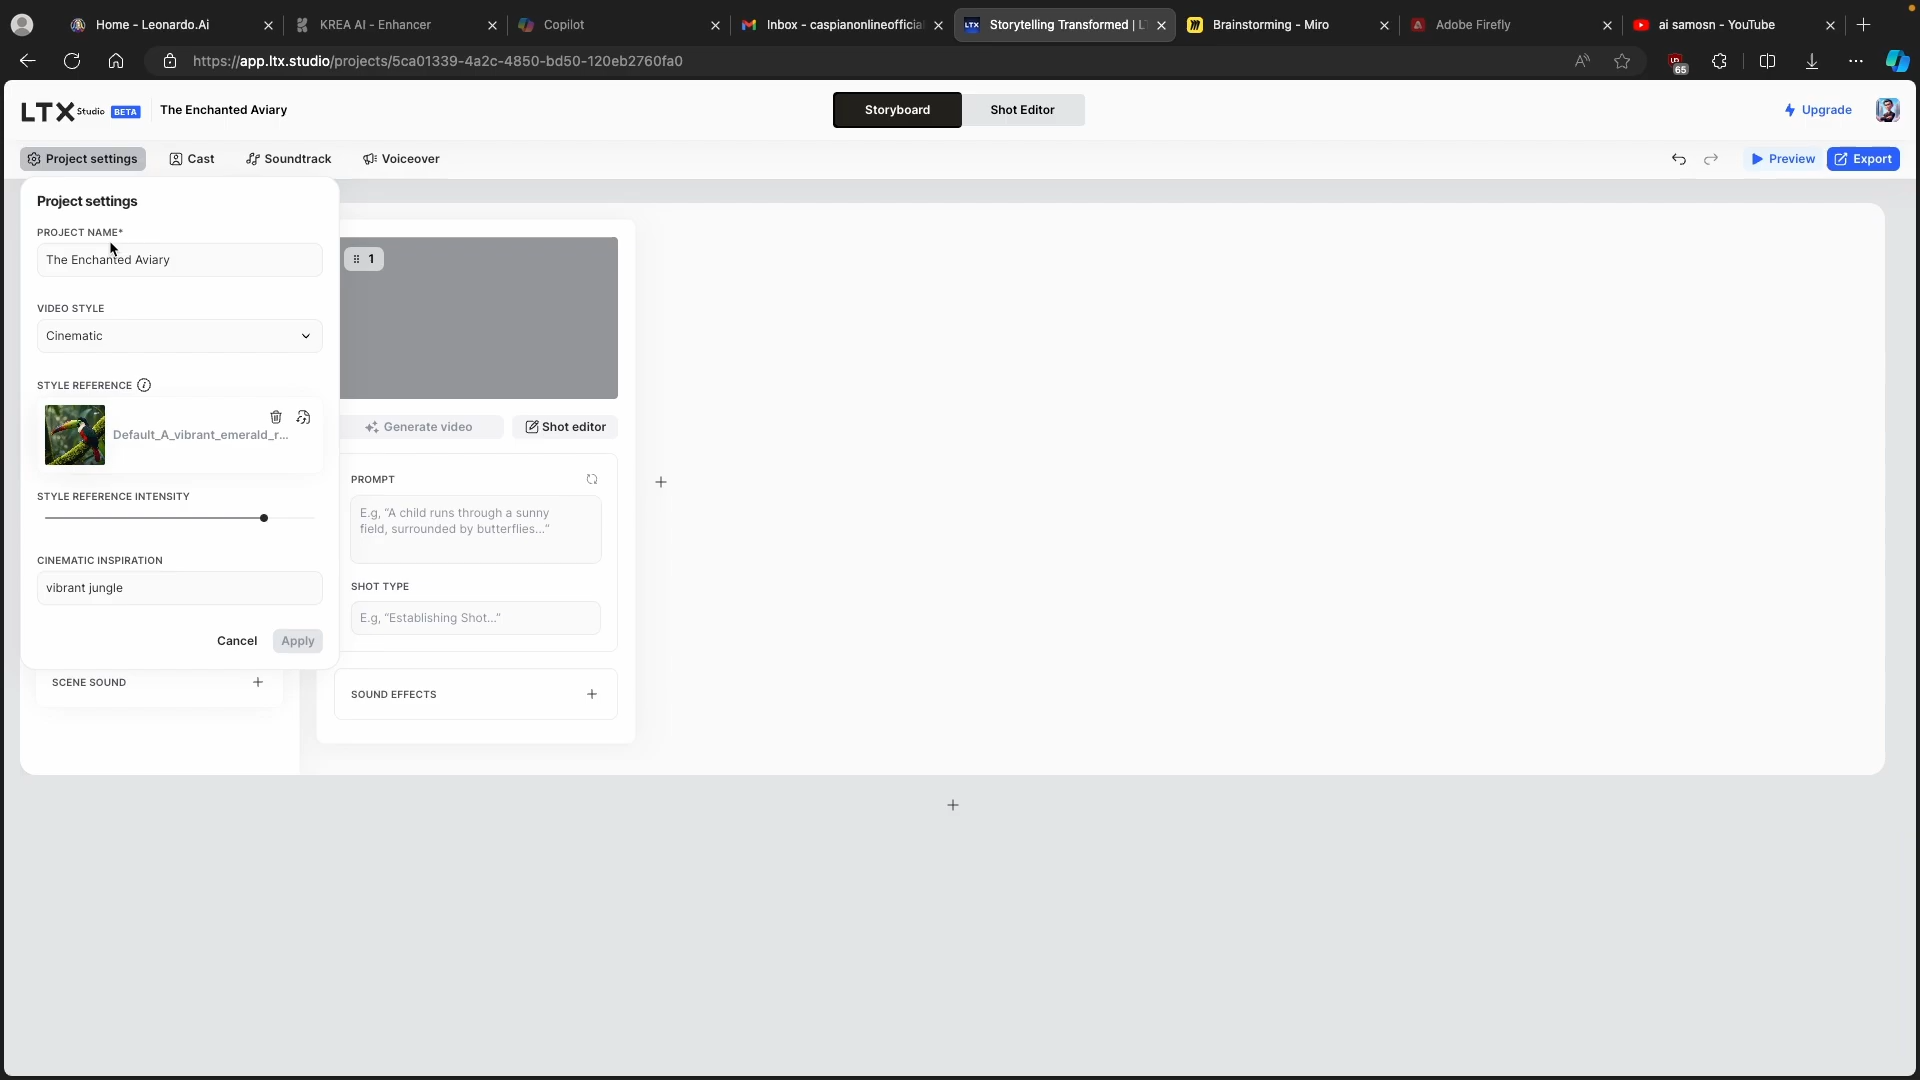 Home - Leonardo.Ai
KREA AI - Enhancer
Copilot
Inbox - caspianonlineofficia
Storytelling Transformed | L
Brainstorming - Miro
Adobe Firefly
ai samosn - YouTube
https://app.ltx.studio/projects/5ca01339-4a2c-4850-bd50-120eb2760fa0
65
LTX Studio BETA
The Enchanted Aviary
Storyboard
Shot Editor
Upgrade
Project settings
Cast
Soundtrack
Voiceover
Preview
Export
Project settings
PROJECT NAME*
The Enchanted Aviary
VIDEO STYLE
Cinematic
STYLE REFERENCE
Default_A_vibrant_emerald_r...
STYLE REFERENCE INTENSITY
CINEMATIC INSPIRATION
vibrant jungle
Cancel
Apply
SCENE SOUND
1
Generate video
Shot editor
PROMPT
E.g, “A child runs through a sunny
field, surrounded by butterflies...”
SHOT TYPE
E.g, “Establishing Shot...”
SOUND EFFECTS